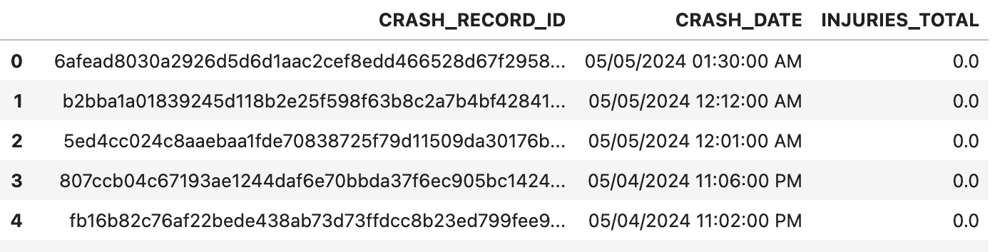 CRASH_RECORD_ID CRASH_DATE INJURIES_TOTAL
0 6afead8030a2926d5d6d1aac2cef8edd466528d67f2958... 05/05/2024 01:30:00 AM 0.0
1 b2bba1a01839245d118b2e25f598f63b8c2a7b4bf42841... 05/05/2024 12:12:00 AM 0.0
2 5ed4cc024c8aaebaa1fde70838725f79d11509da30176b... 05/05/2024 12:01:00 AM 0.0
3 807ccb04c67193ae1244daf6e70bbda37f6ec905bc1424... 05/04/2024 11:06:00 PM 0.0
4 fb16b82c76af22bede438ab73d73ffdcc8b23ed799fee9... 05/04/2024 11:02:00 PM 0.0